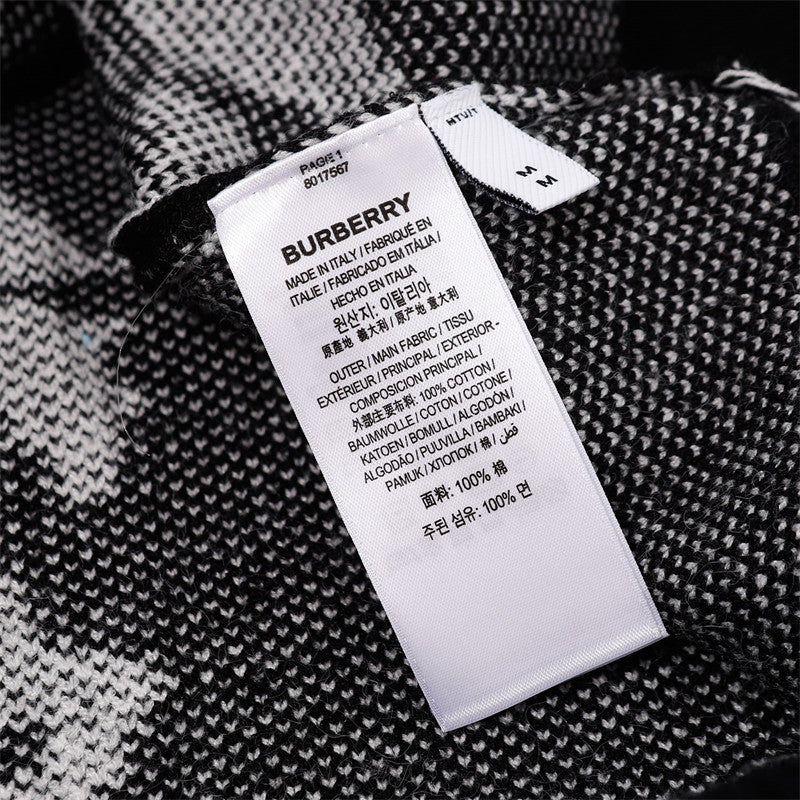 PAGE 1
8017567
BURBERRY
MADE IN ITALY / FABRIQUÉ EN
ITALIE / FABRICADO EM ITÁLIA /
HECHO EN ITALIA
원산지: 이탈리아
原產地 義大利 / 原产地 意大利
OUTER / MAIN FABRIC / TISSU
EXTÉRIEUR / PRINCIPAL / EXTERIOR -
COMPOSICION PRINCIPAL /
外部/主要布料: 100% COTTON/
BAUMWOLLE / COTON / COTONE/
KATOEN / BOMULL / ALGODÓN/
ALGODÃO / PUUVILLA / BAMBAKI/
PAMUK / ХЛОПОК / 棉 / قطن
面料: 100% 棉
주된 섬유: 100% 면
M
M